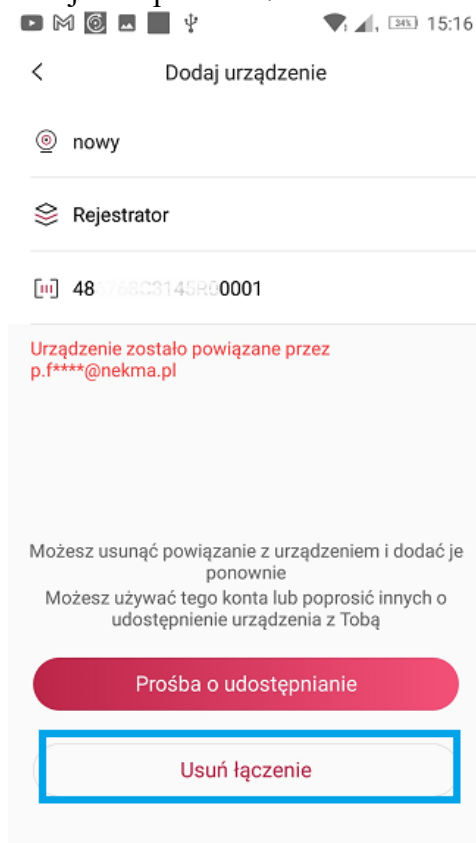 34% 15:16
Dodaj urządzenie
nowy
Rejestrator
48 0001
Urządzenie zostało powiązane przez
p.f****@nekma.pl
Możesz usunąć powiązanie z urządzeniem i dodać je
ponownie
Możesz używać tego konta lub poprosić innych o
udostępnienie urządzenia z Tobą
Prośba o udostępnianie
Usuń łączenie